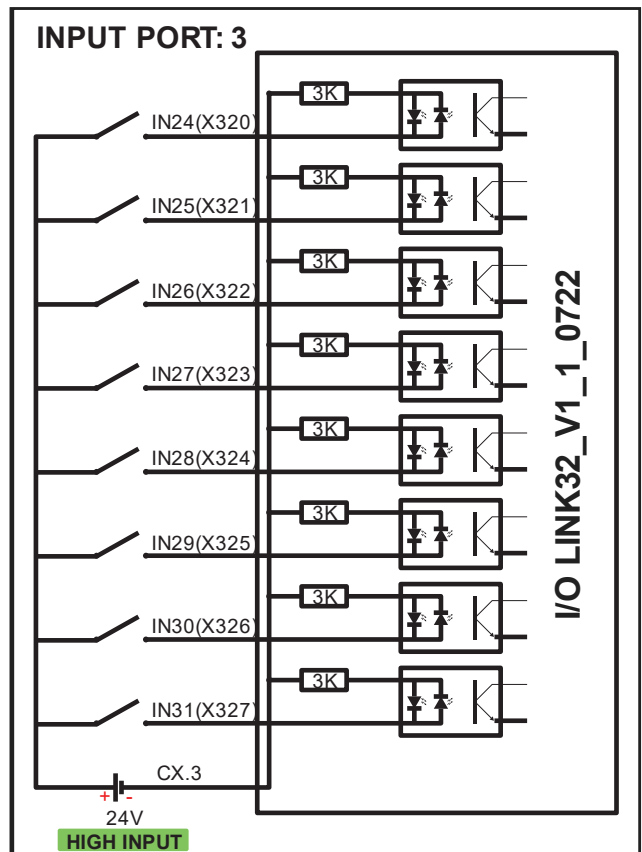 INPUT PORT: 3
3K
IN24(X320)
3K
IN25(X321)
3K
IN26(X322)
3K
IN27(X323)
3K
IN28(X324)
3K
IN29(X325)
3K
IN30(X326)
3K
IN31(X327)
I/O LINK32_V1_1_0722
CX.3
+ -
24V
HIGH INPUT